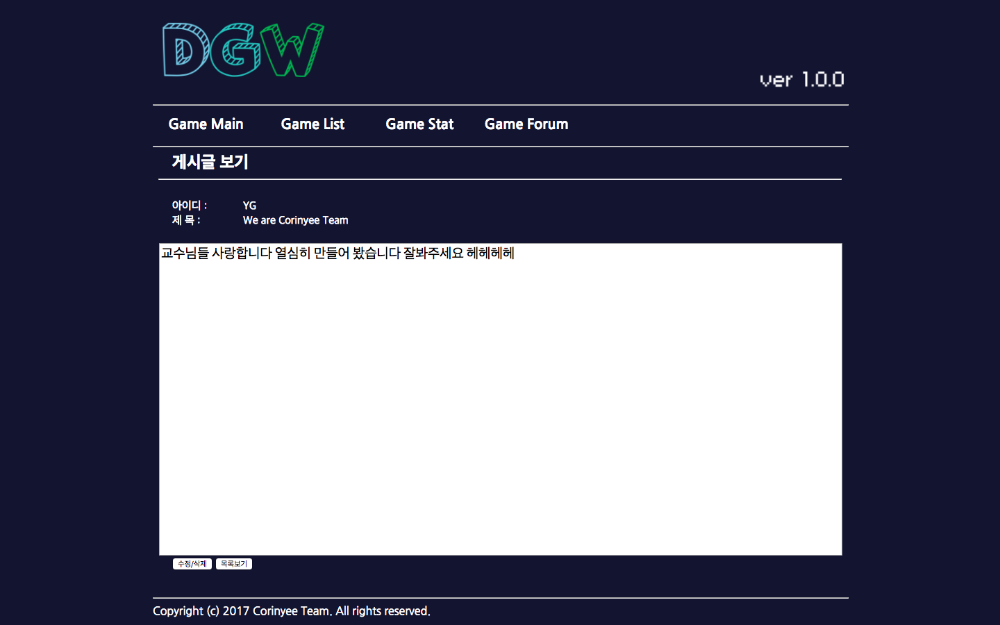 DGW
ver 1.0.0
Game Main Game List Game Stat Game Forum
게시글 보기
아이디 : YG
제 목 : We are Corinyee Team
교수님들 사랑합니다 열심히 만들어 봤습니다 잘봐주세요 헤헤헤헤
수정/삭제 목록보기
Copyright (c) 2017 Corinyee Team. All rights reserved.